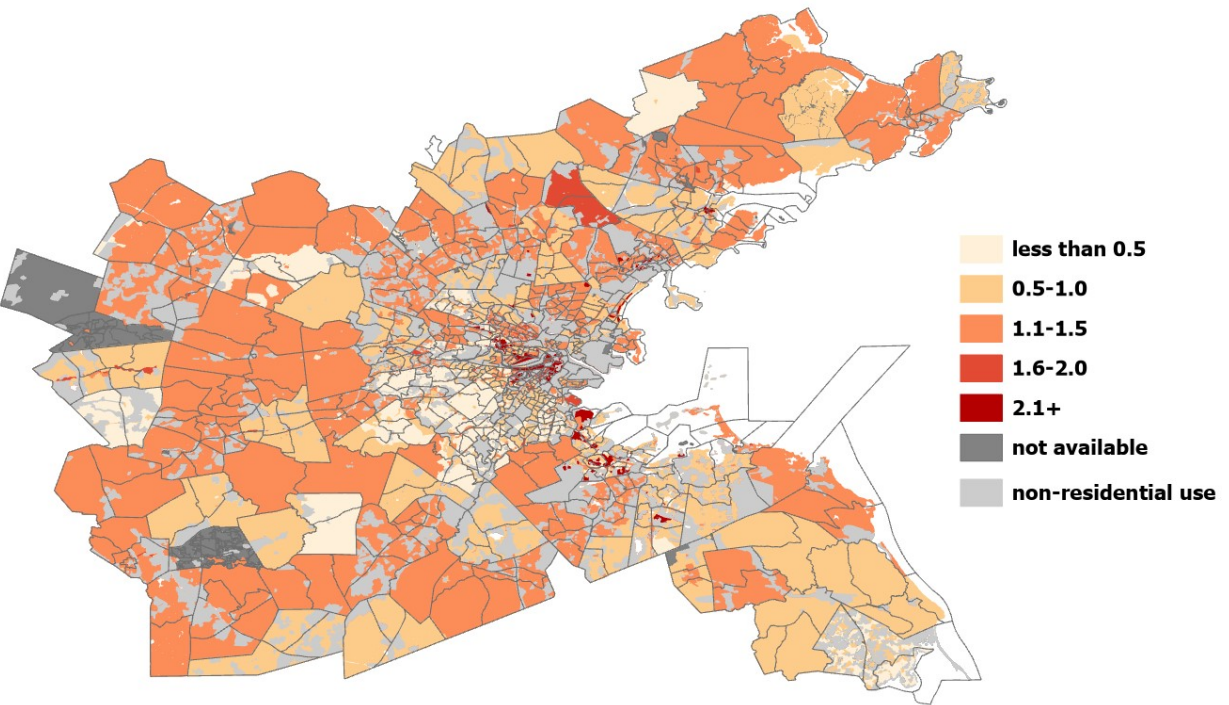 less than 0.5
0.5-1.0
1.1-1.5
1.6-2.0
2.1+
not available
non-residential use